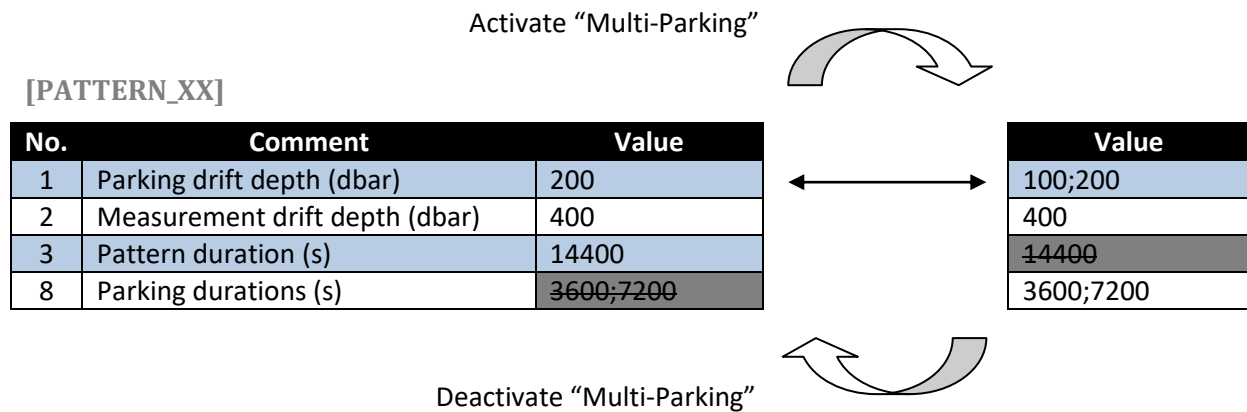 Activate “Multi-Parking”
[PATTERN_XX]
No. Comment Value Value
1 Parking drift depth (dbar) 200 100;200
2 Measurement drift depth (dbar) 400 400
3 Pattern duration (s) 14400 14400
8 Parking durations (s) 3600;7200 3600;7200
Deactivate “Multi-Parking”